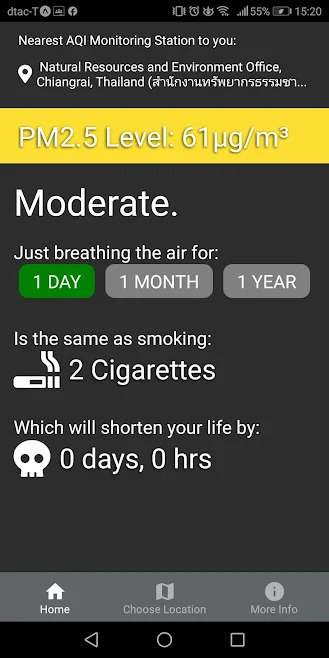 dtac-T 55% 15:20
Nearest AQI Monitoring Station to you:
Natural Resources and Environment Office,
Chiangrai, Thailand (สำนักงานทรัพยากรธรรมชา...
PM2.5 Level: 61µg/m³
Moderate.
Just breathing the air for:
1 DAY 1 MONTH 1 YEAR
Is the same as smoking:
2 Cigarettes
Which will shorten your life by:
0 days, 0 hrs
Home Choose Location More Info